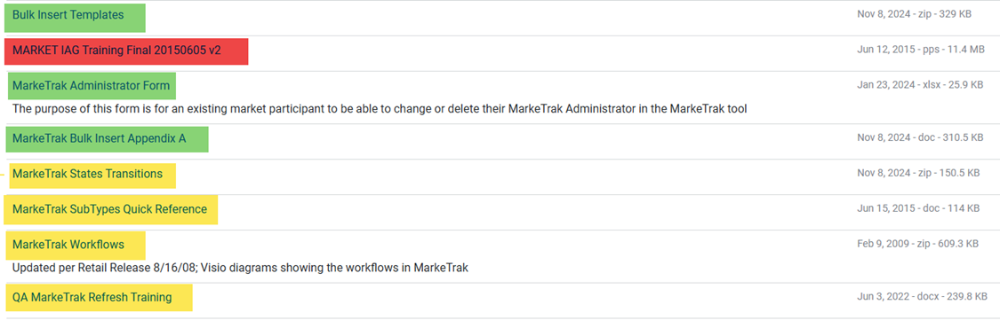 Bulk Insert Templates Nov 8, 2024 - zip - 329 KB
MARKET IAG Training Final 20150605 v2 Jun 12, 2015 - pps - 11.4 MB
MarkeTrak Administrator Form Jan 23, 2024 - xlsx - 25.9 KB
The purpose of this form is for an existing market participant to be able to change or delete their MarkeTrak Administrator in the MarkeTrak tool
MarkeTrak Bulk Insert Appendix A Nov 8, 2024 - doc - 310.5 KB
MarkeTrak States Transitions Nov 8, 2024 - zip - 150.5 KB
MarkeTrak SubTypes Quick Reference Jun 15, 2015 - doc - 114 KB
MarkeTrak Workflows Feb 9, 2009 - zip - 609.3 KB
Updated per Retail Release 8/16/08; Visio diagrams showing the workflows in MarkeTrak
QA MarkeTrak Refresh Training Jun 3, 2022 - docx - 239.8 KB